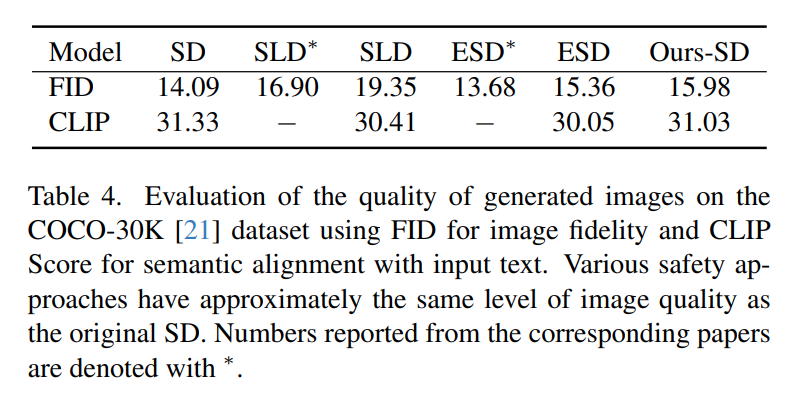 Model SD SLD* SLD ESD* ESD Ours-SD
FID 14.09 16.90 19.35 13.68 15.36 15.98
CLIP 31.33 – 30.41 – 30.05 31.03
Table 4. Evaluation of the quality of generated images on the
COCO-30K [21] dataset using FID for image fidelity and CLIP
Score for semantic alignment with input text. Various safety ap-
proaches have approximately the same level of image quality as
the original SD. Numbers reported from the corresponding papers
are denoted with *.